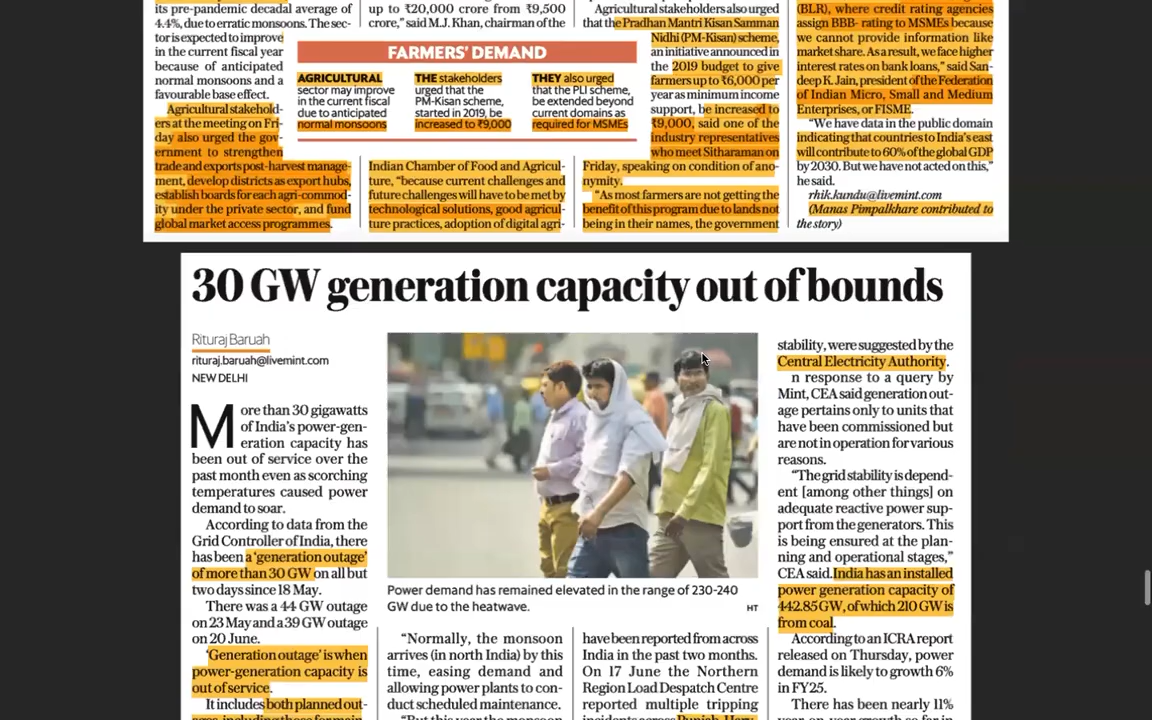 its pre-pandemic decadal average of
4.4%, due to erratic monsoons. The sec-
tor is expected to improve
in the current fiscal year
because of anticipated
normal monsoons and a
favourable base effect.
Agricultural stakehold-
ers at the meeting on Fri-
day also urged the gov-
ernment to strengthen
trade and exports post-harvest manage-
ment, develop districts as export hubs,
establish boards for each agri-commod-
ity under the private sector, and fund
global market access programmes.
up to ₹20,000 crore from ₹9,500
crore,” said M.J. Khan, chairman of the
FARMERS’ DEMAND
AGRICULTURAL
sector may improve
in the current fiscal
due to anticipated
normal monsoons
THE stakeholders
urged that the
PM-Kisan scheme,
started in 2019, be
increased to ₹9,000
THEY also urged
that the PLI scheme,
be extended beyond
current domains as
required for MSMEs
Indian Chamber of Food and Agricul-
ture, “because current challenges and
future challenges will have to be met by
technological solutions, good agricul-
ture practices, adoption of digital agri-
Agricultural stakeholders also urged
that the Pradhan Mantri Kisan Samman
Nidhi (PM-Kisan) scheme,
an initiative announced in
the 2019 budget to give
farmers up to ₹6,000 per
year as minimum income
support, be increased to
₹9,000, said one of the
industry representatives
who meet Sitharaman on
Friday, speaking on condition of ano-
nymity.
“As most farmers are not getting the
benefit of this program due to lands not
being in their names, the government
(BLR), where credit rating agencies
assign BBB- rating to MSMEs because
we cannot provide information like
market share. As a result, we face higher
interest rates on bank loans,” said San-
deep K. Jain, president of the Federation
of Indian Micro, Small and Medium
Enterprises, or FISME.
“We have data in the public domain
indicating that countries to India’s east
will contribute to 60% of the global GDP
by 2030. But we have not acted on this,”
he said.
rhik.kundu@livemint.com
(Manas Pimpalkhare contributed to
the story)
30 GW generation capacity out of bounds
Rituraj Baruah
rituraj.baruah@livemint.com
NEW DELHI
More than 30 gigawatts
of India’s power-gen-
eration capacity has
been out of service over the
past month even as scorching
temperatures caused power
demand to soar.
According to data from the
Grid Controller of India, there
has been a ‘generation outage’
of more than 30 GW on all but
two days since 18 May.
There was a 44 GW outage
on 23 May and a 39 GW outage
on 20 June.
‘Generation outage’ is when
power-generation capacity is
out of service.
It includes both planned out-
Power demand has remained elevated in the range of 230-240
GW due to the heatwave.
HT
“Normally, the monsoon
arrives (in north India) by this
time, easing demand and
allowing power plants to con-
duct scheduled maintenance.
“But this year the monsoon
have been reported from across
India in the past two months.
On 17 June the Northern
Region Load Despatch Centre
reported multiple tripping
incidents across Punjab, Hary-
stability, were suggested by the
Central Electricity Authority.
n response to a query by
Mint, CEA said generation out-
age pertains only to units that
have been commissioned but
are not in operation for various
reasons.
“The grid stability is depend-
ent [among other things] on
adequate reactive power sup-
port from the generators. This
is being ensured at the plan-
ning and operational stages,”
CEA said. India has an installed
power generation capacity of
442.85 GW, of which 210 GW is
from coal.
According to an ICRA report
released on Thursday, power
demand is likely to growth 6%
in FY25.
There has been nearly 11%